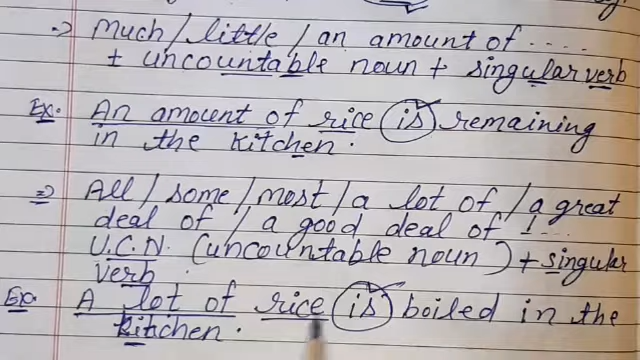 → Much / little / an amount of ....
± uncountable noun + singular verb
Ex. An amount of rice is remaining
in the kitchen.
⇒ All / some / most / a lot of / a great
deal of / a good deal of !...
U.C.N. (uncountable noun) + singular
verb
Ex. A lot of rice is boiled in the
kitchen.